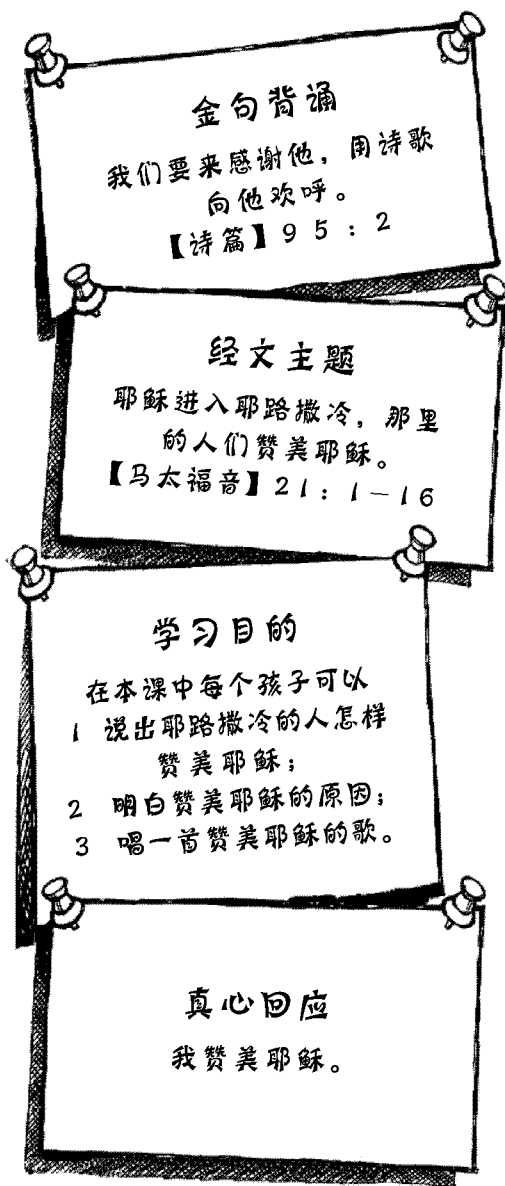 金句背诵
我们要来感谢他，用诗歌
向他欢呼。
【诗篇】95：2
经文主题
耶稣进入耶路撒冷，那里
的人们赞美耶稣。
【马太福音】21：1-16
学习目的
在本课中每个孩子可以
1 说出耶路撒冷的人怎样
赞美耶稣；
2 明白赞美耶稣的原因；
3 唱一首赞美耶稣的歌。
真心回应
我赞美耶稣。